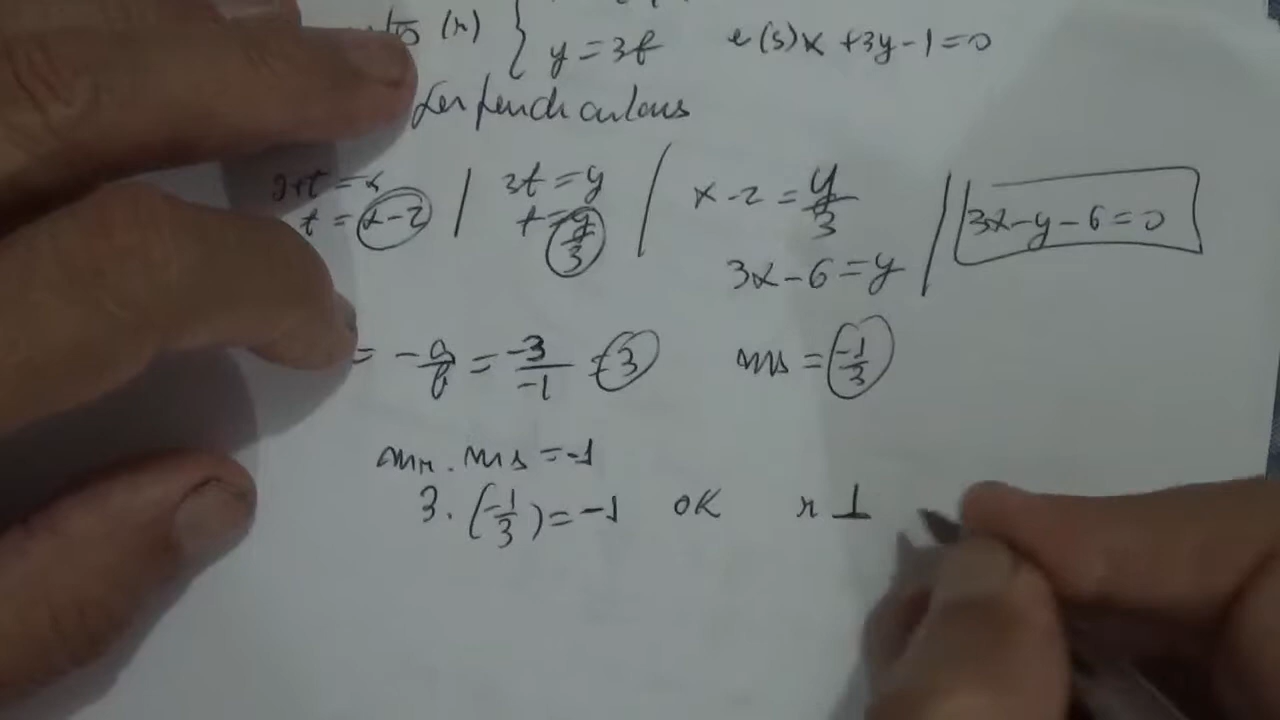 (r) { y = 3t e (s) x + 3y - 1 = 0
perpendiculares
2+t = x | 3t = y | x - 2 = y/3 | 3x - y - 6 = 0
t = x - 2 | t = y/3 | 3x - 6 = y
= -a/b = -3/-1 = 3 ms = -1/3
mr . ms = -1
3 . (-1/3) = -1 OK r ⊥